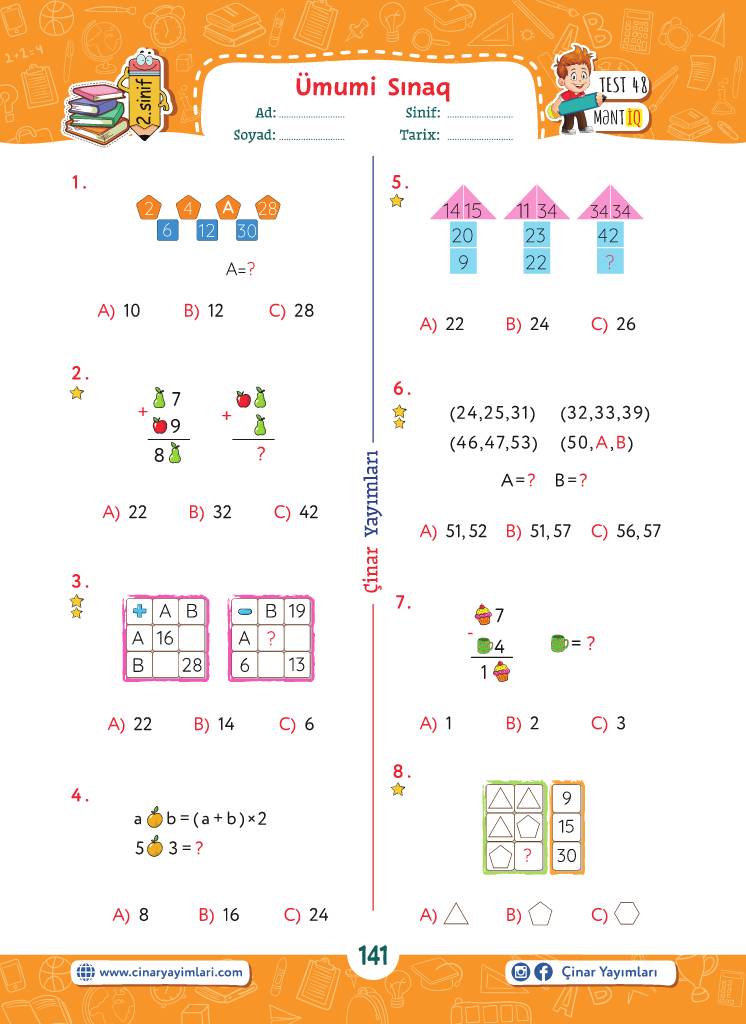 2+2=4
Ümumi Sınaq
2.sinif
TEST 48
Ad: ........................ Sinif: ........................
Soyad: ........................ Tarix: ........................
MəntIQ
1.
2 4 A 28
6 12 30
A=?
A) 10 B) 12 C) 28
2.
7
+ 9
8
+
?
A) 22 B) 32 C) 42
3.
+ A B
A 16
B 28
- B 19
A ?
6 13
A) 22 B) 14 C) 6
4.
a b = (a + b) × 2
5 3 = ?
A) 8 B) 16 C) 24
Çinar Yayımları
5.
14 15 11 34 34 34
20 23 42
9 22 ?
A) 22 B) 24 C) 26
6.
(24,25,31) (32,33,39)
(46,47,53) (50,A,B)
A=? B=?
A) 51,52 B) 51,57 C) 56,57
7.
7
- 4 = ?
1
A) 1 B) 2 C) 3
8.
9
15
? 30
A) B) C)
141
www.cinaryayimlari.com
Çinar Yayımları